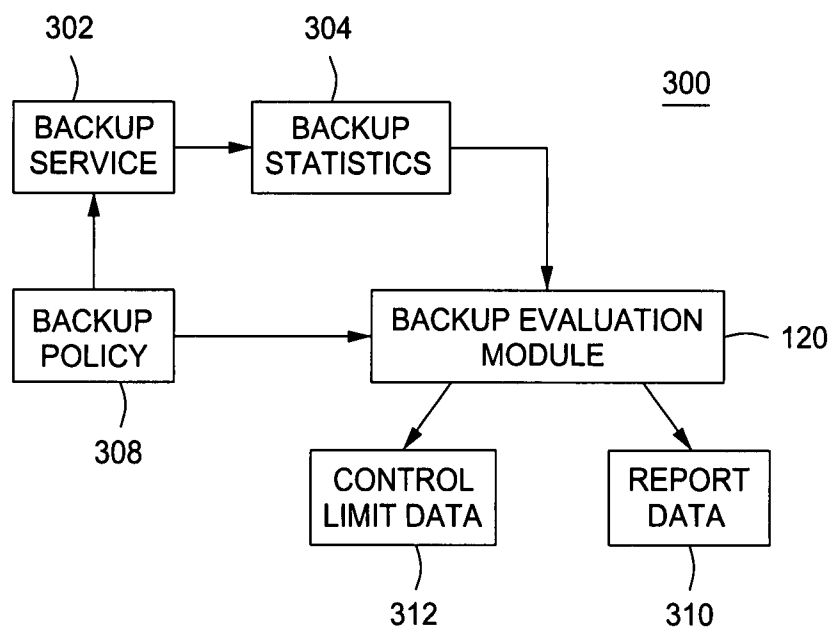 302
304
300
BACKUP
SERVICE
BACKUP
STATISTICS
BACKUP
POLICY
BACKUP EVALUATION
MODULE
120
308
CONTROL
LIMIT DATA
REPORT
DATA
312
310